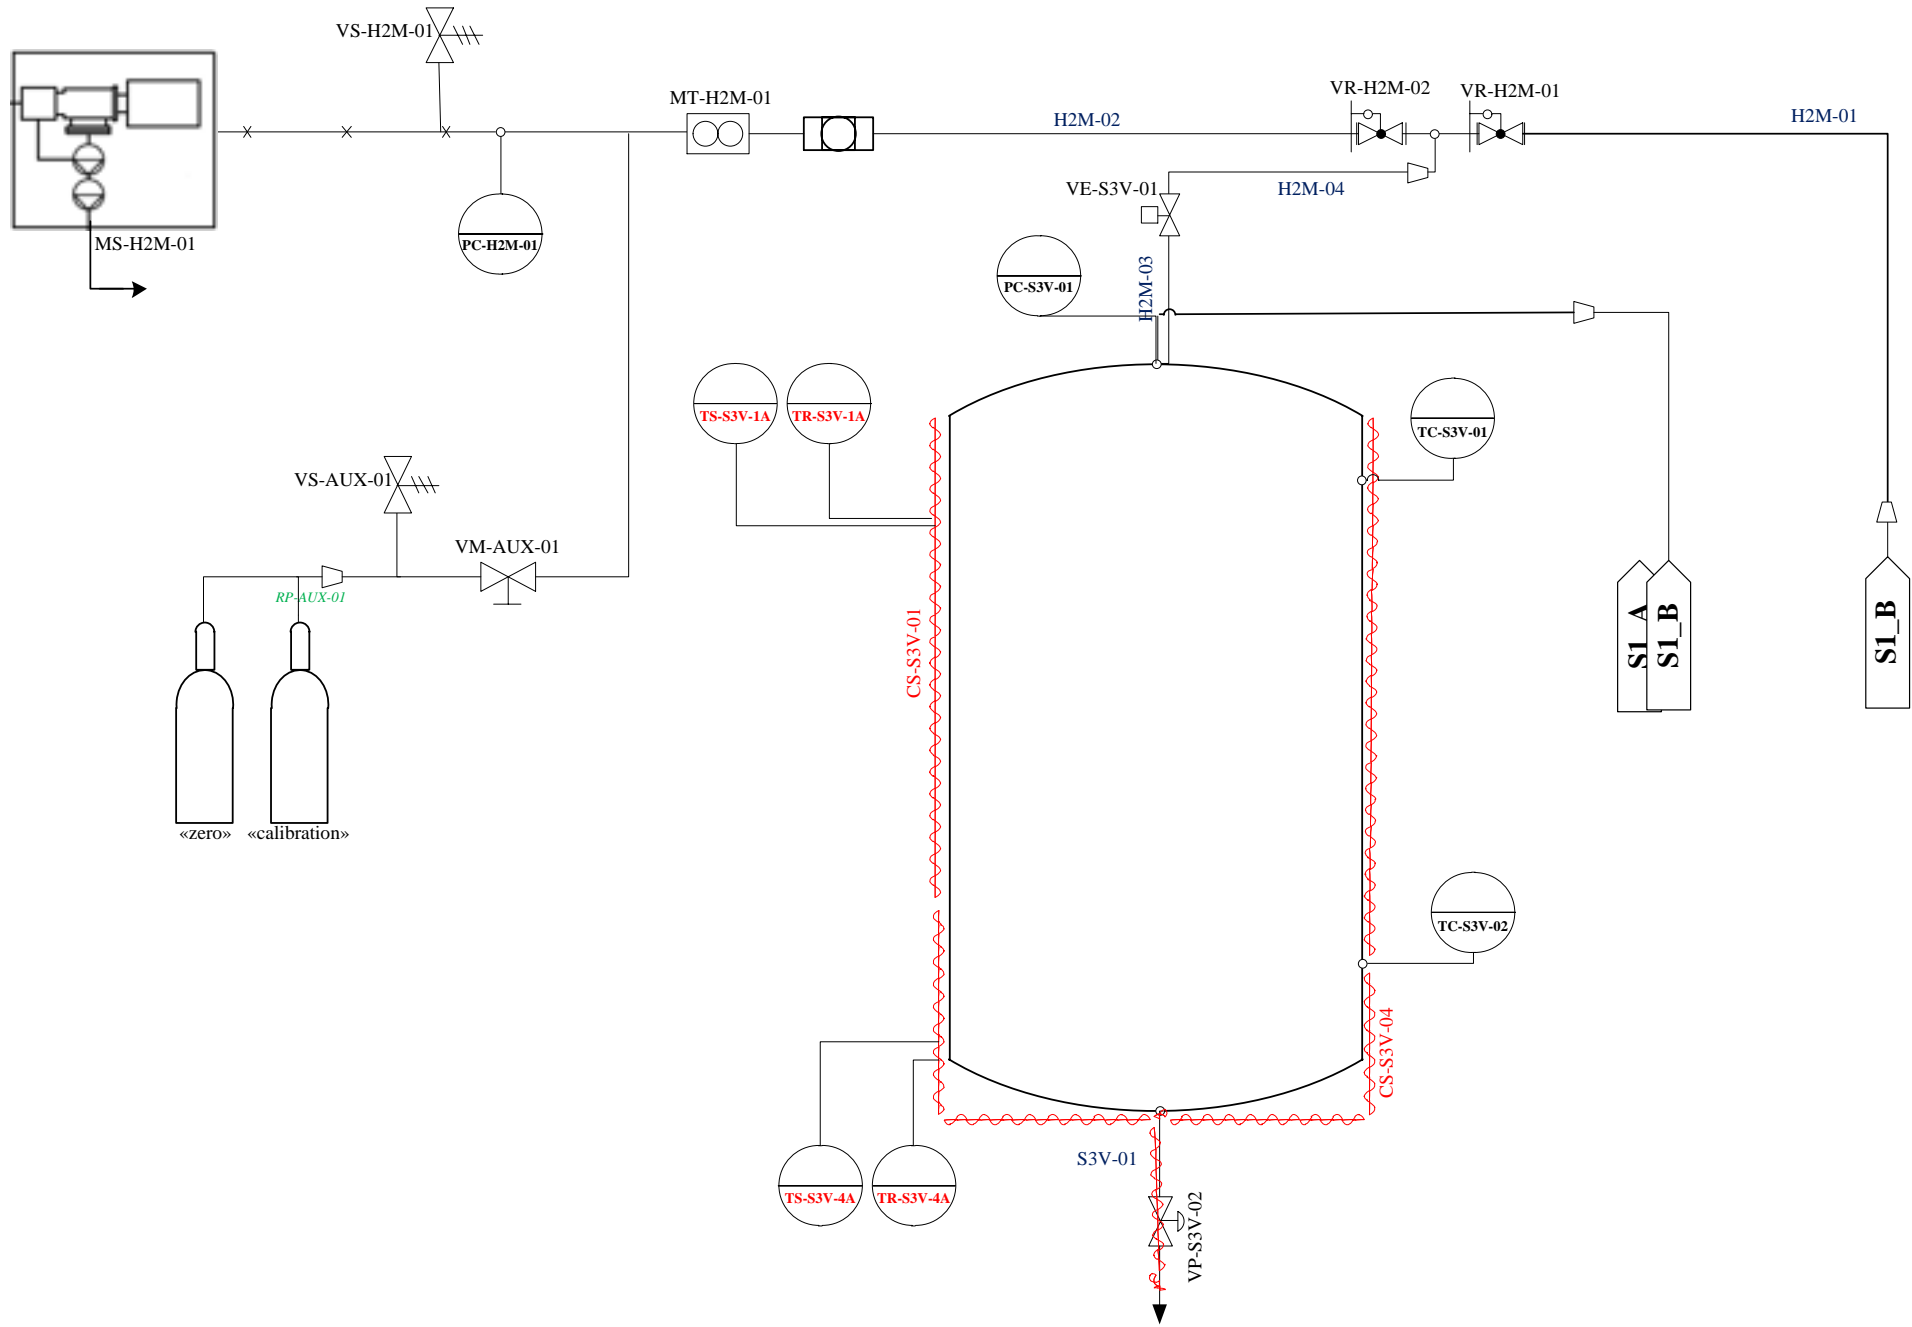 VS-H2M-01
MT-H2M-01
VR-H2M-02
VR-H2M-01
H2M-02
H2M-01
VE-S3V-01
H2M-04
MS-H2M-01
PC-H2M-01
PC-S3V-01
H2M-03
TS-S3V-1A
TR-S3V-1A
TC-S3V-01
VS-AUX-01
VM-AUX-01
RP-AUX-01
CS-S3V-01
S1_A
S1_B
S1_B
«zero»
«calibration»
TC-S3V-02
CS-S3V-04
S3V-01
TS-S3V-4A
TR-S3V-4A
VP-S3V-02